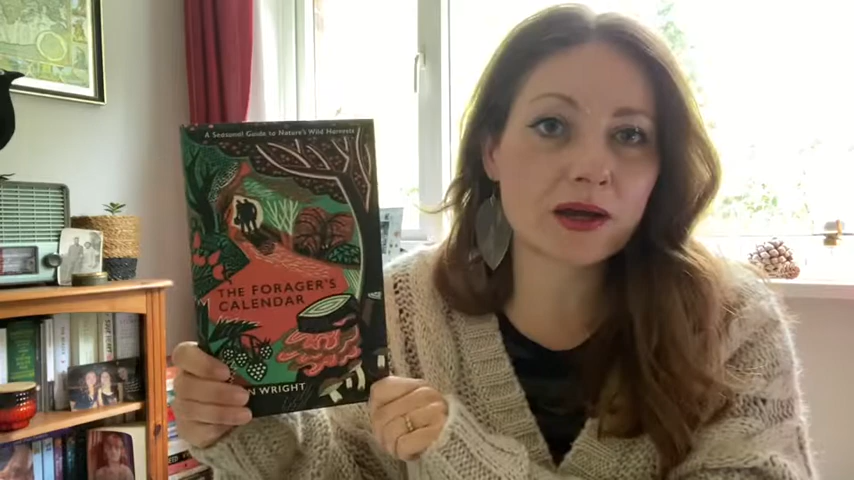 A Seasonal Guide to Nature's Wild Harvests
THE FORAGER'S
CALENDAR
N WRIGHT